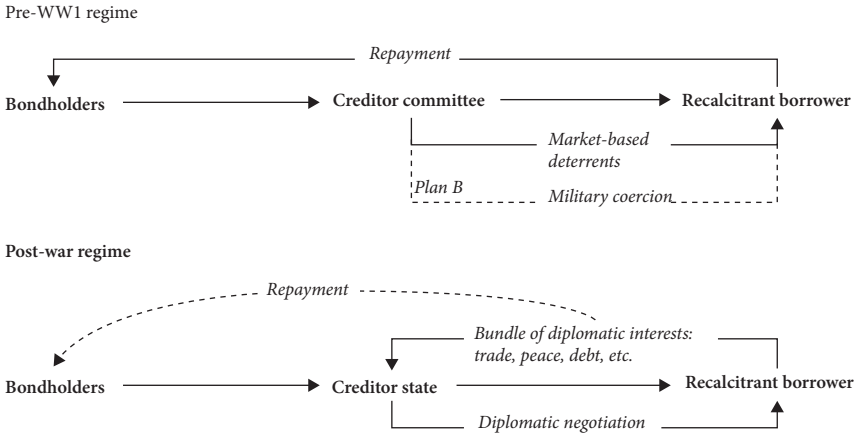 Pre-WW1 regime
Repayment
Bondholders
Creditor committee
Recalcitrant borrower
Market-based
deterrents
Plan B
Military coercion
Post-war regime
Repayment
Bundle of diplomatic interests:
trade, peace, debt, etc.
Bondholders
Creditor state
Recalcitrant borrower
Diplomatic negotiation